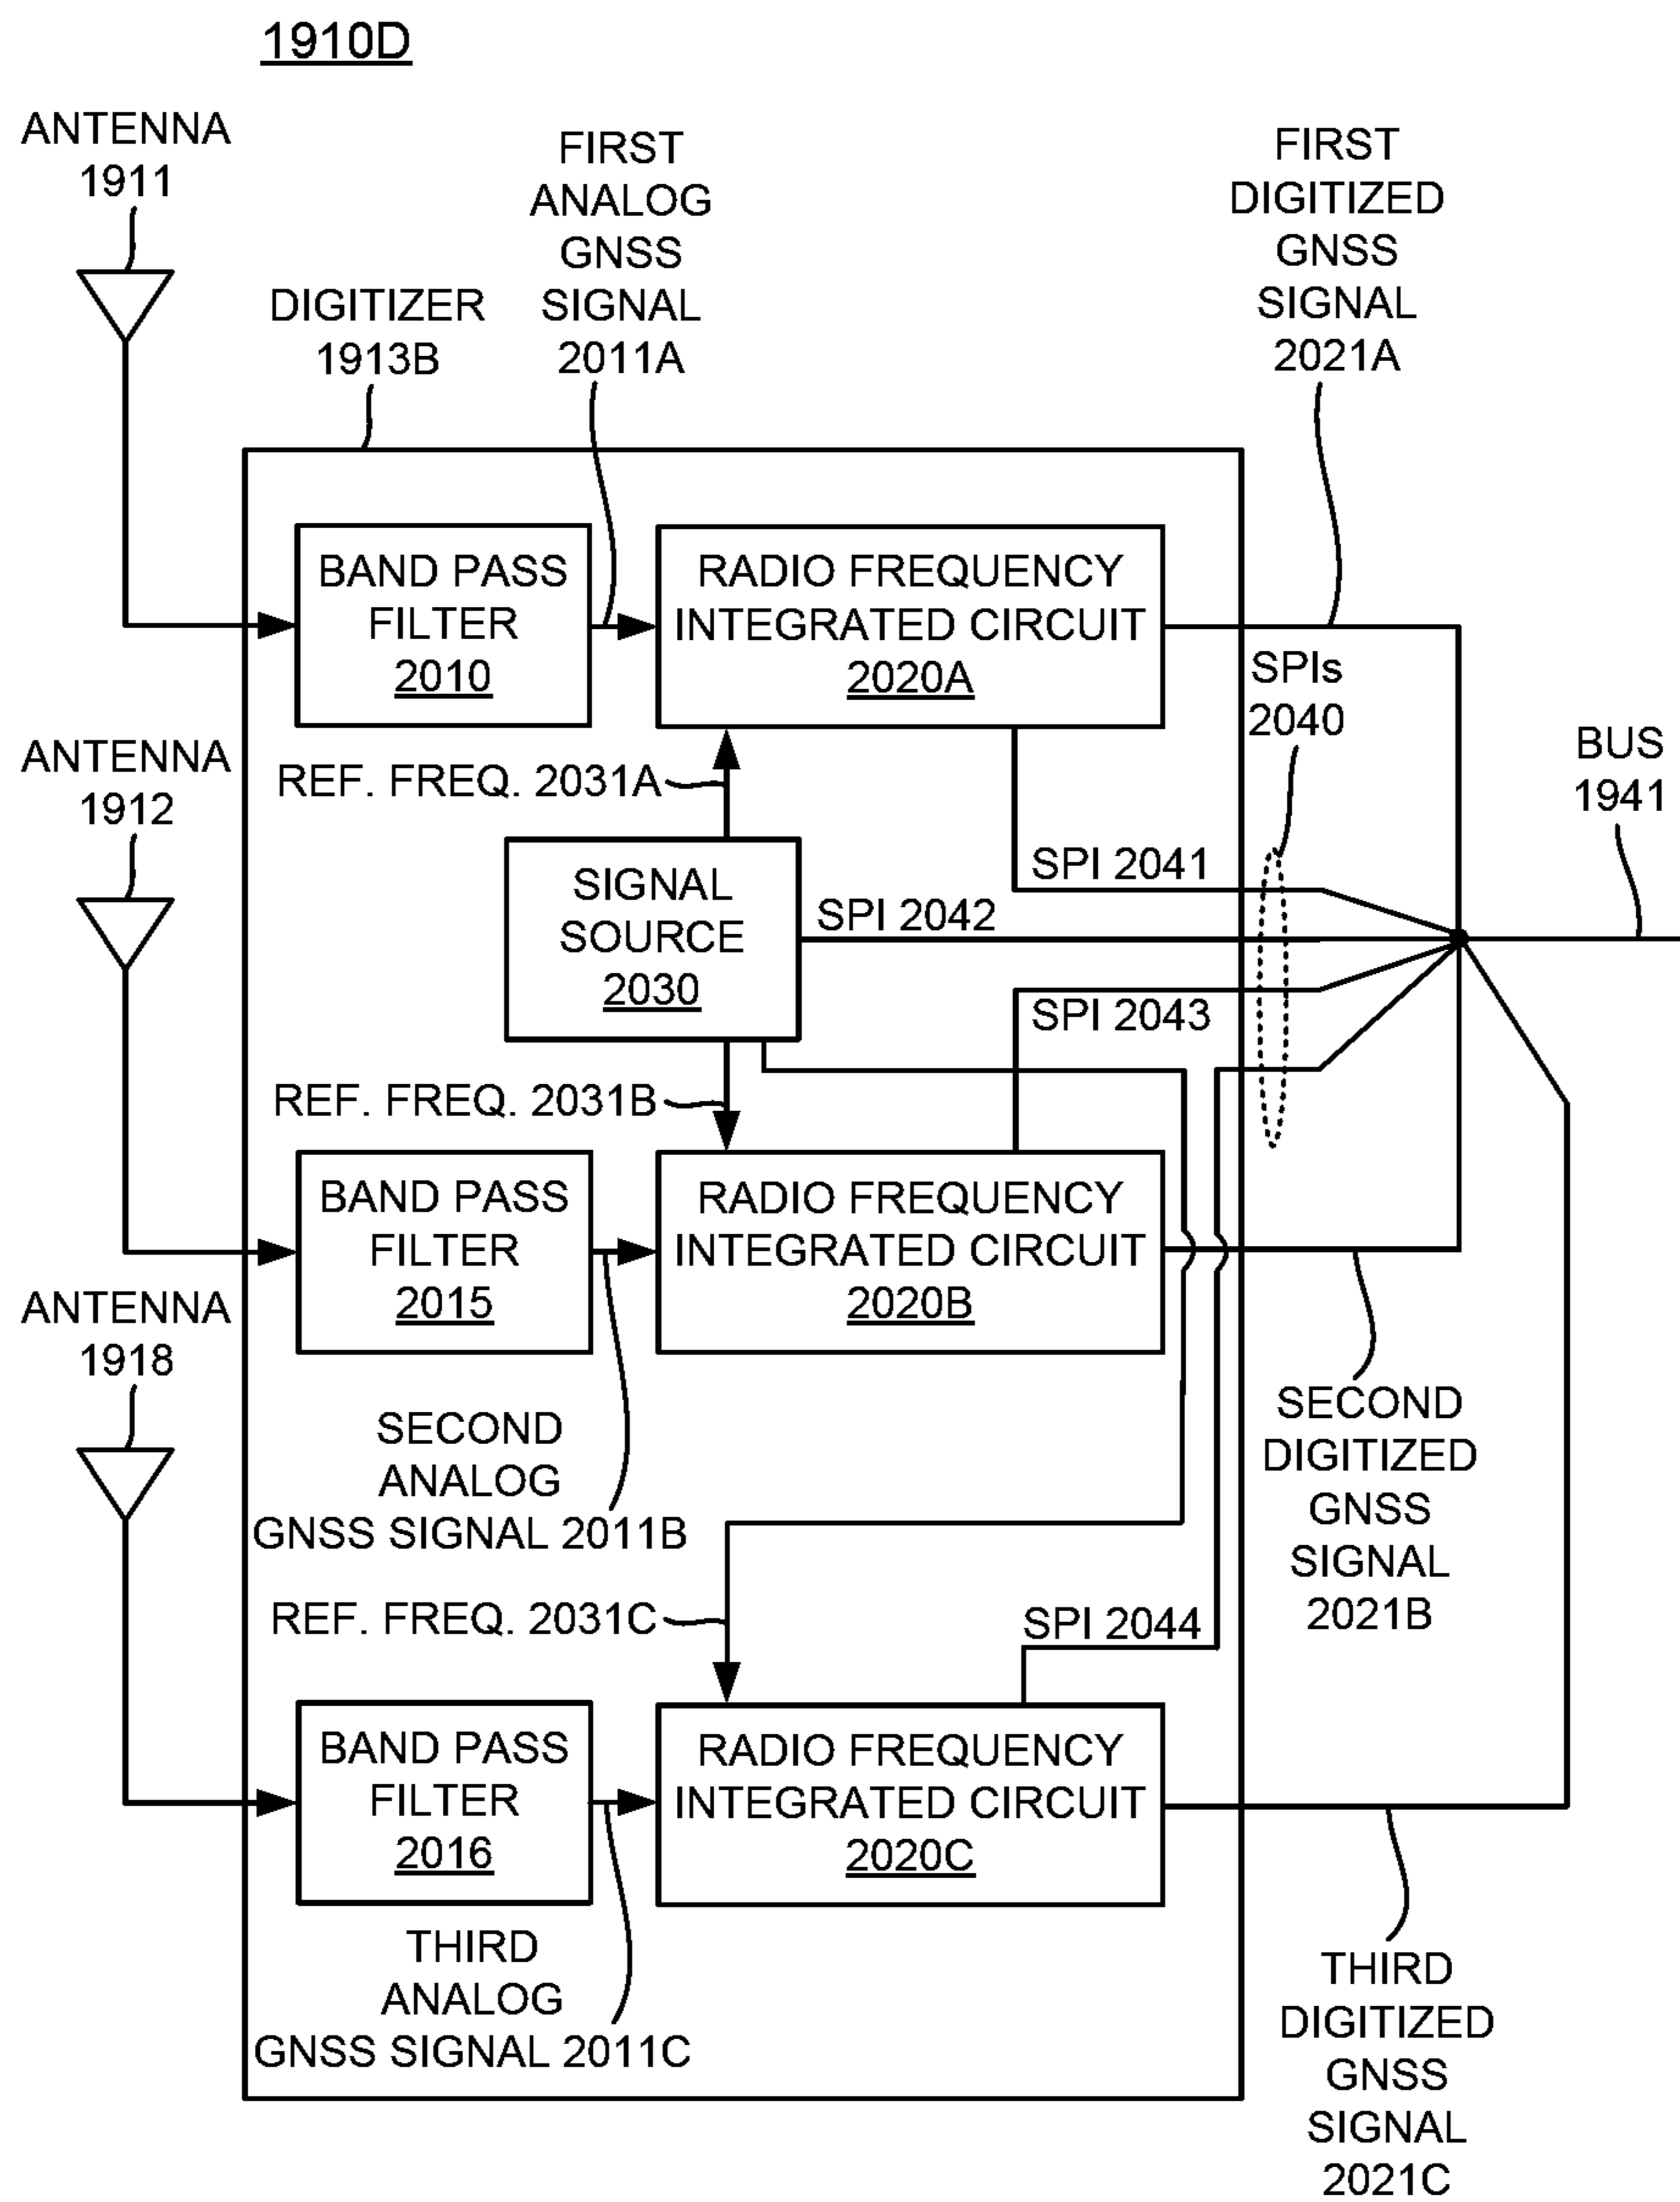 1910D
ANTENNA
1911
FIRST
ANALOG
GNSS
SIGNAL
2011A
FIRST
DIGITIZED
GNSS
SIGNAL
2021A
DIGITIZER
1913B
BAND PASS
FILTER
2010
RADIO FREQUENCY
INTEGRATED CIRCUIT
2020A
SPIs
2040
BUS
1941
ANTENNA
1912
REF. FREQ. 2031A
SIGNAL
SOURCE
2030
SPI 2041
SPI 2042
SPI 2043
REF. FREQ. 2031B
BAND PASS
FILTER
2015
RADIO FREQUENCY
INTEGRATED CIRCUIT
2020B
ANTENNA
1918
SECOND
ANALOG
GNSS SIGNAL 2011B
SECOND
DIGITIZED
GNSS
SIGNAL
2021B
REF. FREQ. 2031C
SPI 2044
BAND PASS
FILTER
2016
RADIO FREQUENCY
INTEGRATED CIRCUIT
2020C
THIRD
ANALOG
GNSS SIGNAL 2011C
THIRD
DIGITIZED
GNSS
SIGNAL
2021C